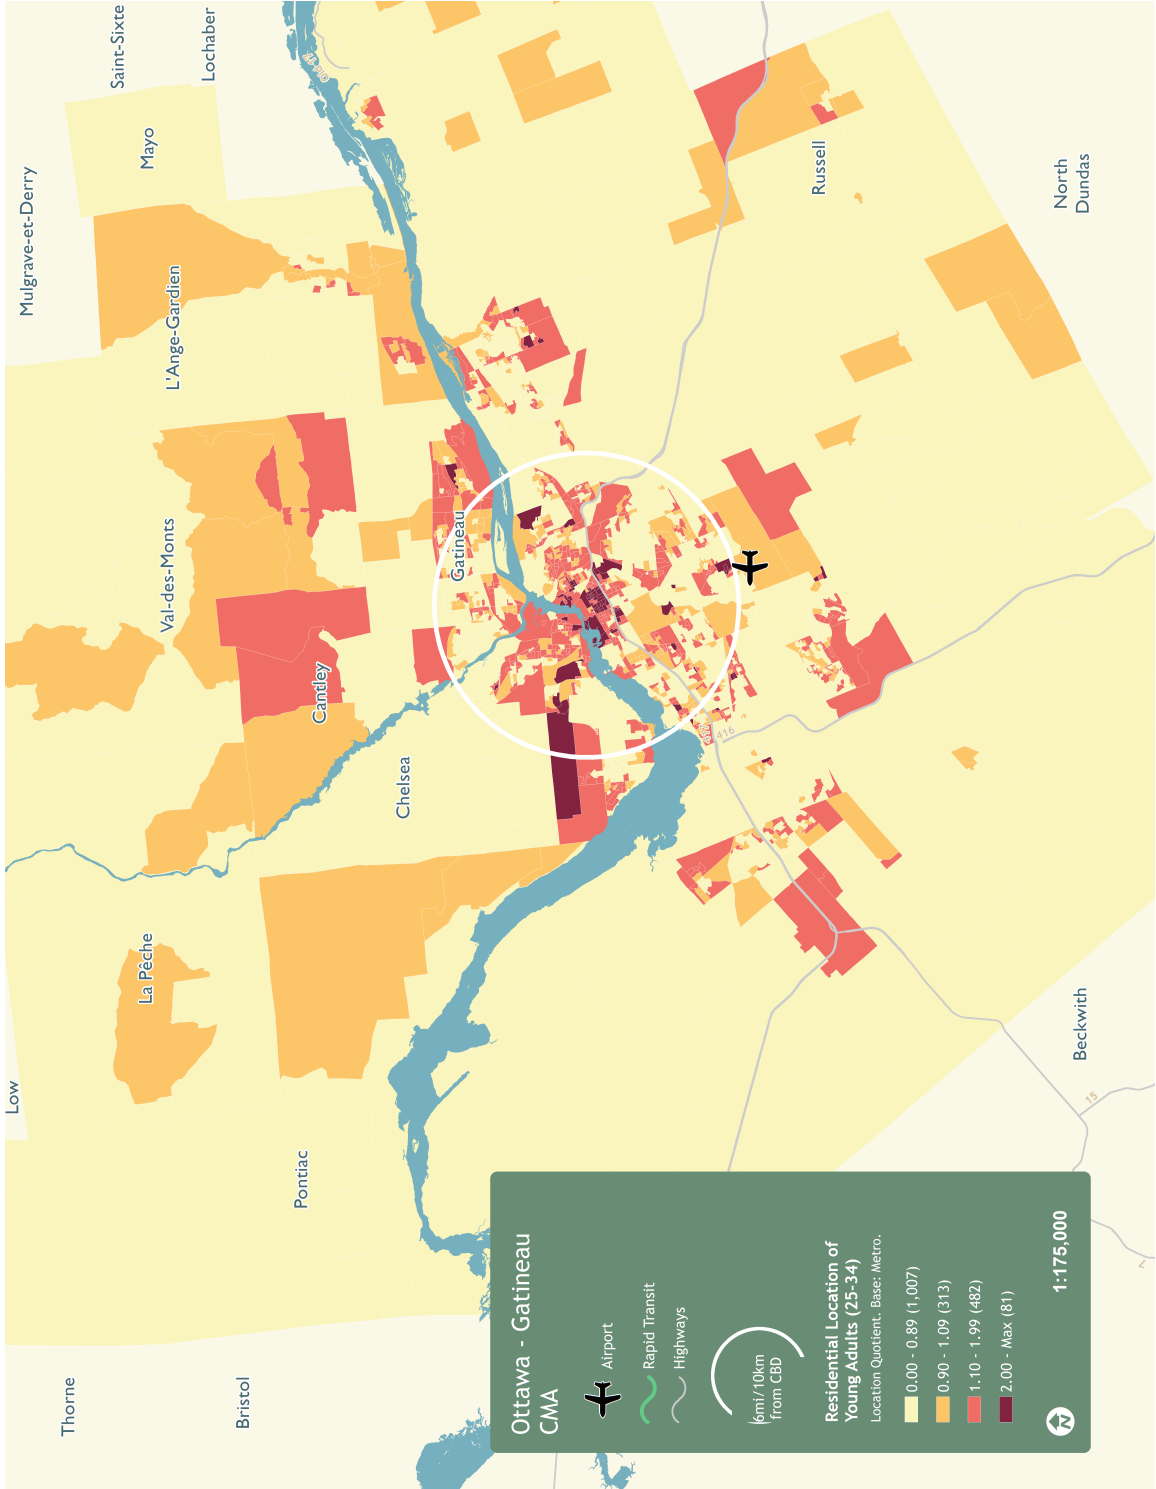 Low
Mulgrave-et-Derry
Thorne
Saint-Sixte
La Pêche
Mayo
Val-des-Monts
L'Ange-Gardien
Lochaber
Bristol
Pontiac
Cantley
Chelsea
Gatineau
417
416
Russell
North
Dundas
Beckwith
15
7
Ottawa - Gatineau
CMA
Airport
Rapid Transit
Highways
6mi/10km
from CBD
Residential Location of
Young Adults (25-34)
Location Quotient. Base: Metro.
0.00 - 0.89 (1,007)
0.90 - 1.09 (313)
1.10 - 1.99 (482)
2.00 - Max (81)
N
1:175,000